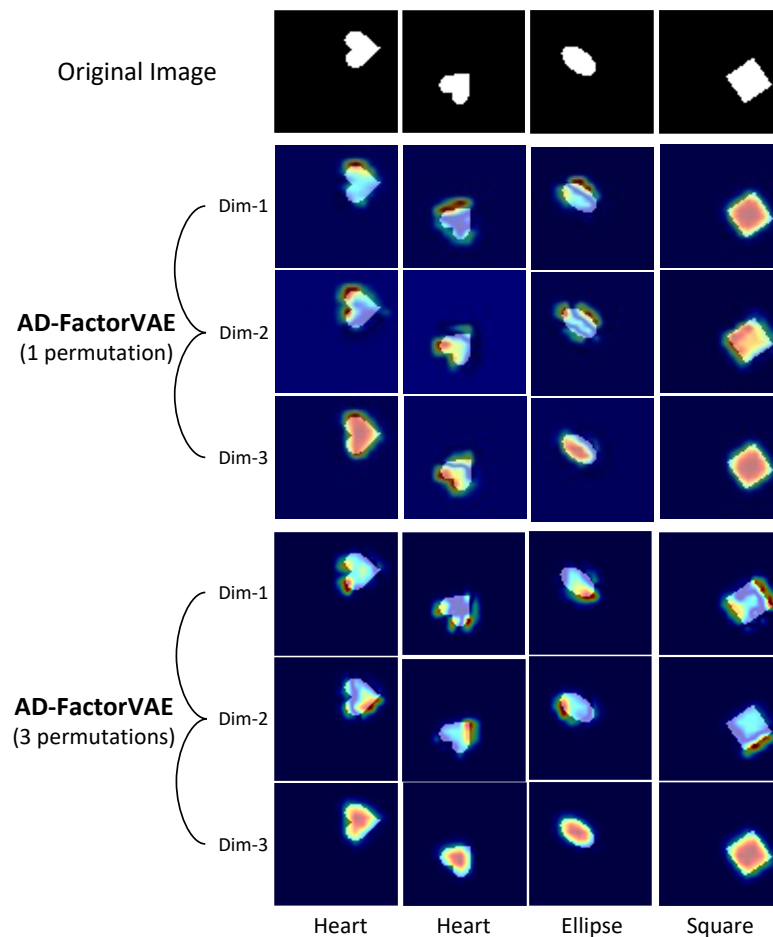 Original Image
Dim-1
AD-FactorVAE
(1 permutation)
Dim-2
Dim-3
Dim-1
AD-FactorVAE
(3 permutations)
Dim-2
Dim-3
Heart Heart Ellipse Square